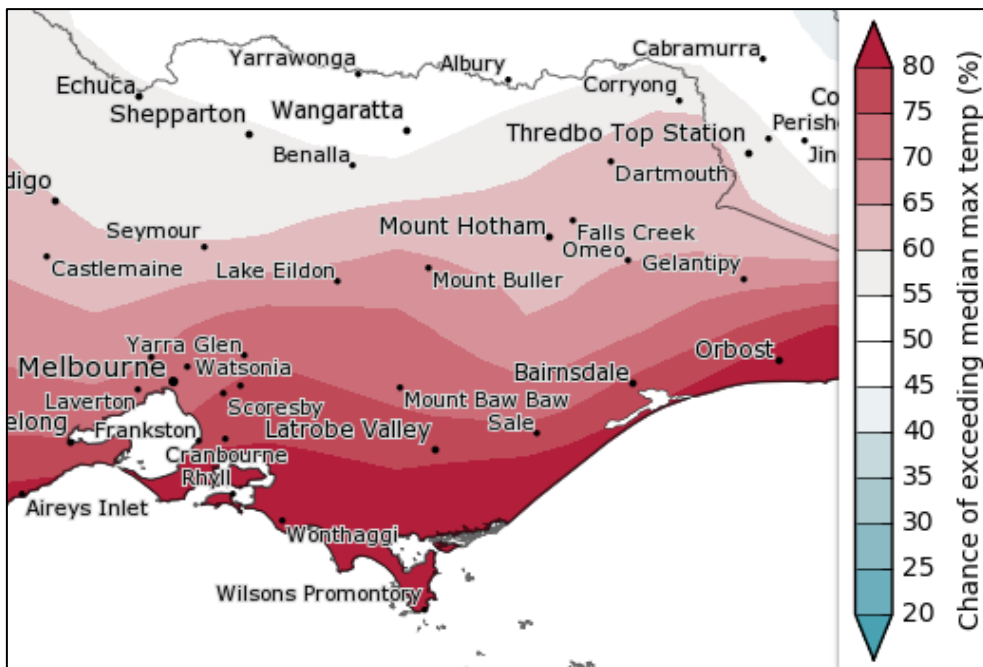 Cabramurra
Yarrawonga
Albury
Echuca
Corryong
Shepparton
Wangaratta
Co
Thredbo Top Station
Perishe
Benalla
Jin
Dartmouth
digo
Mount Hotham
Seymour
Falls Creek
Omeo
Castlemaine
Lake Eildon
Gelantipy
Mount Buller
Yarra Glen
Orbost
Melbourne
Watsonia
Bairnsdale
Laverton
Scoresby
Mount Baw Baw
elong
Frankston
Latrobe Valley
Sale
Cranbourne
Rhyll
Aireys Inlet
Wonthaggi
Wilsons Promontory
80
75
70
65
60
55
50
45
40
35
30
25
20
Chance of exceeding median max temp (%)